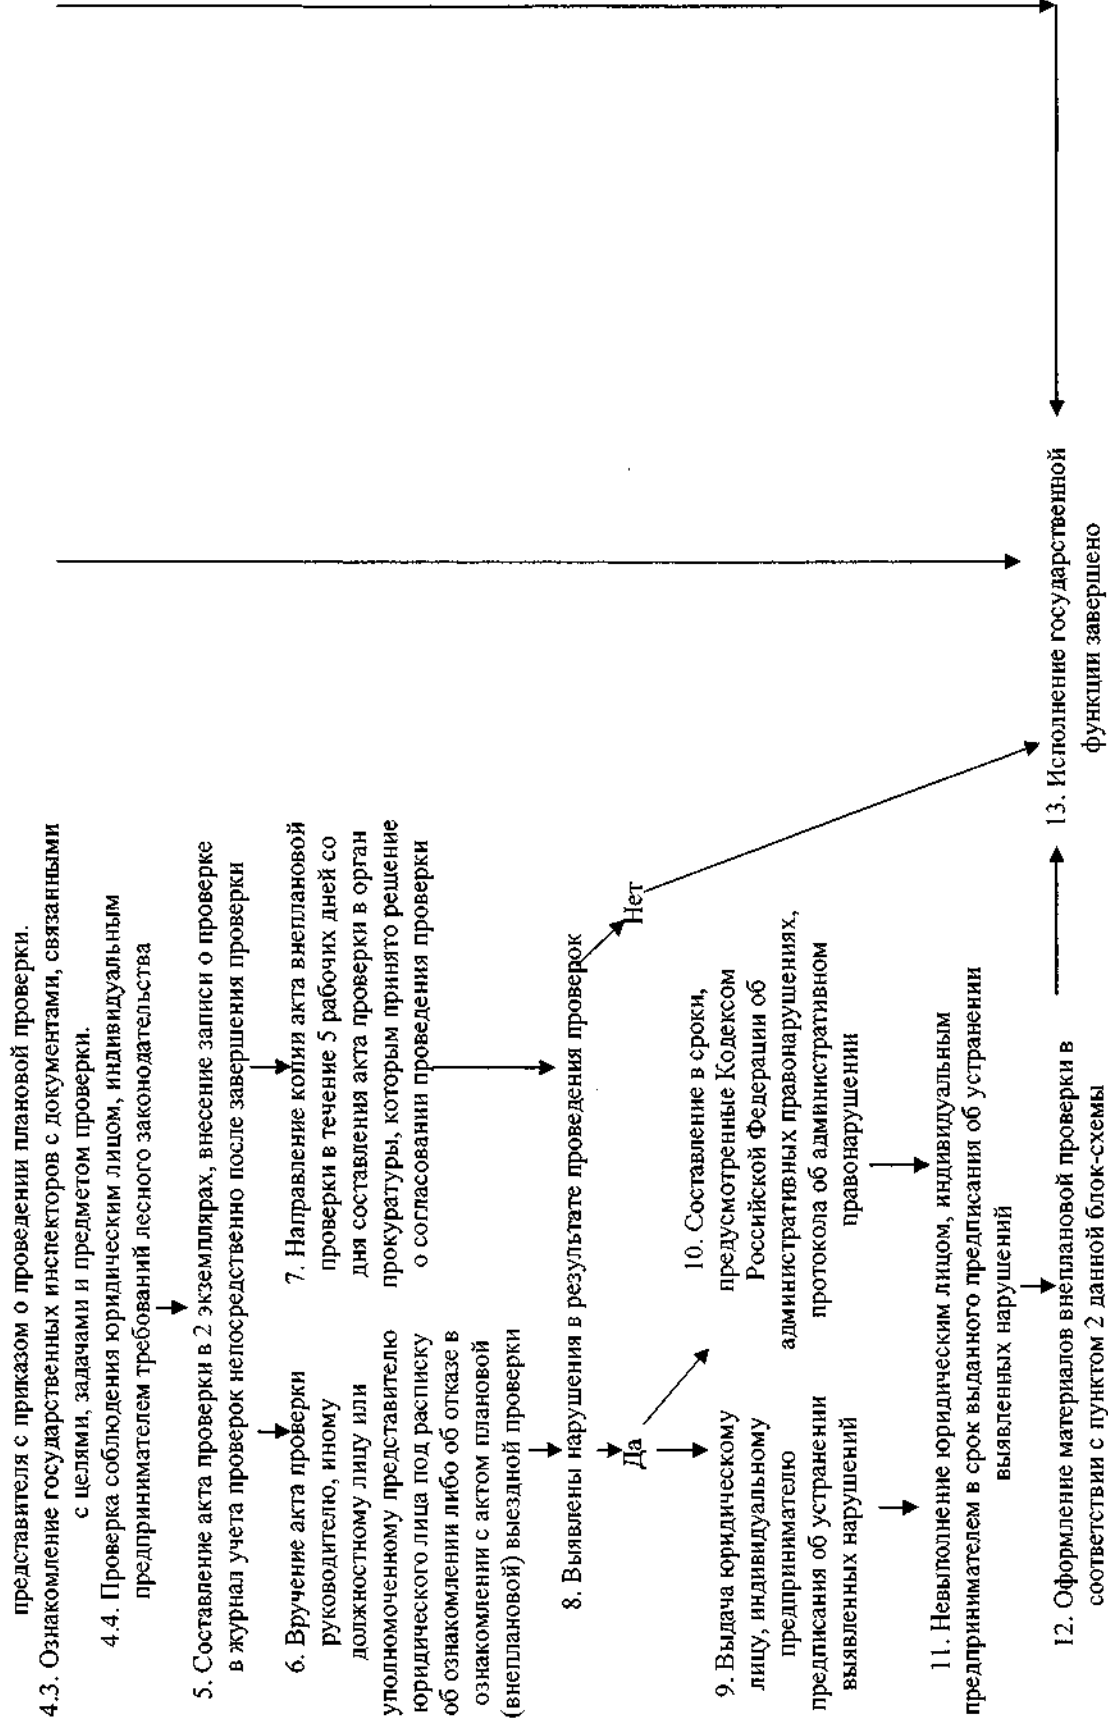 представителя с приказом о проведении плановой проверки.
4.3. Ознакомление государственных инспекторов с документами, связанными
с целями, задачами и предметом проверки.
4.4. Проверка соблюдения юридическим лицом, индивидуальным
предпринимателем требований лесного законодательства
5. Составление акта проверки в 2 экземплярах, внесение записи о проверке
в журнал учета проверок непосредственно после завершения проверки
6. Вручение акта проверки
руководителю, иному
должностному лицу или
уполномоченному представителю
юридического лица под расписку
об ознакомлении либо об отказе в
ознакомлении с актом плановой
(внеплановой) выездной проверки
7. Направление копии акта внеплановой
проверки в течение 5 рабочих дней со
дня составления акта проверки в орган
прокуратуры, которым принято решение
о согласовании проведения проверки
8. Выявлены нарушения в результате проведения проверок
Да
Нет
9. Выдача юридическому
лицу, индивидуальному
предпринимателю
предписания об устранении
выявленных нарушений
10. Составление в сроки,
предусмотренные Кодексом
Российской Федерации об
административных правонарушениях,
протокола об административном
правонарушении
11. Невыполнение юридическим лицом, индивидуальным
предпринимателем в срок выданного предписания об устранении
выявленных нарушений
12. Оформление материалов внеплановой проверки в
соответствии с пунктом 2 данной блок-схемы
13. Исполнение государственной
функции завершено